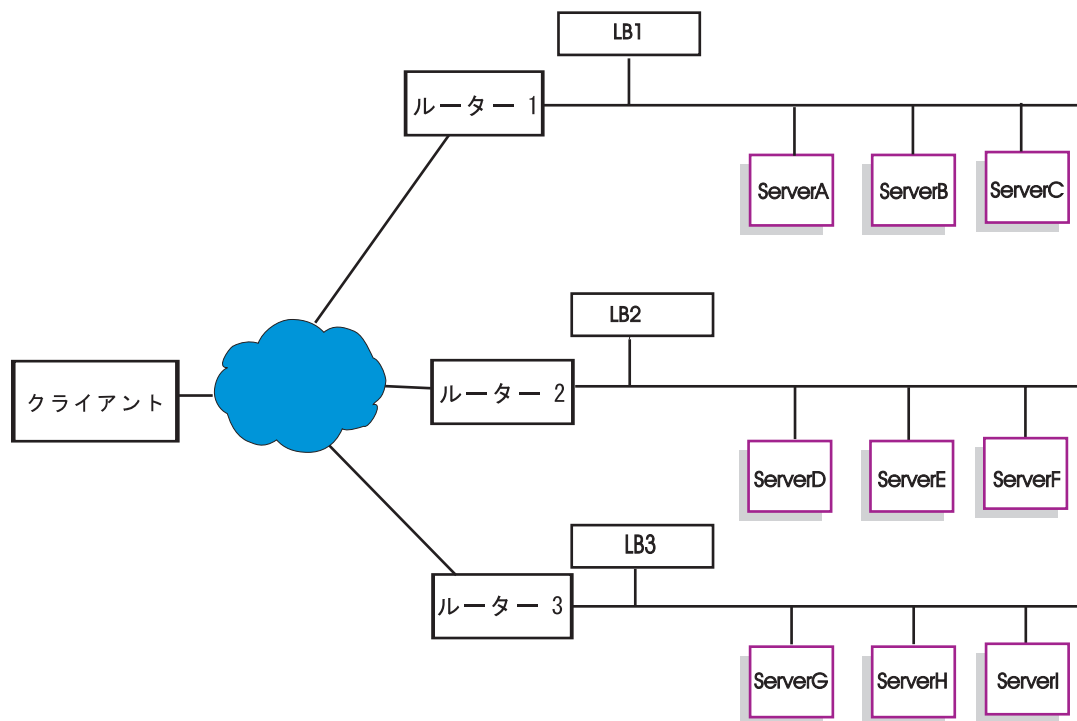 LB1
ルーター 1
ServerA
ServerB
ServerC
LB2
クライアント
ルーター 2
ServerD
ServerE
ServerF
LB3
ルーター 3
ServerG
ServerH
ServerI